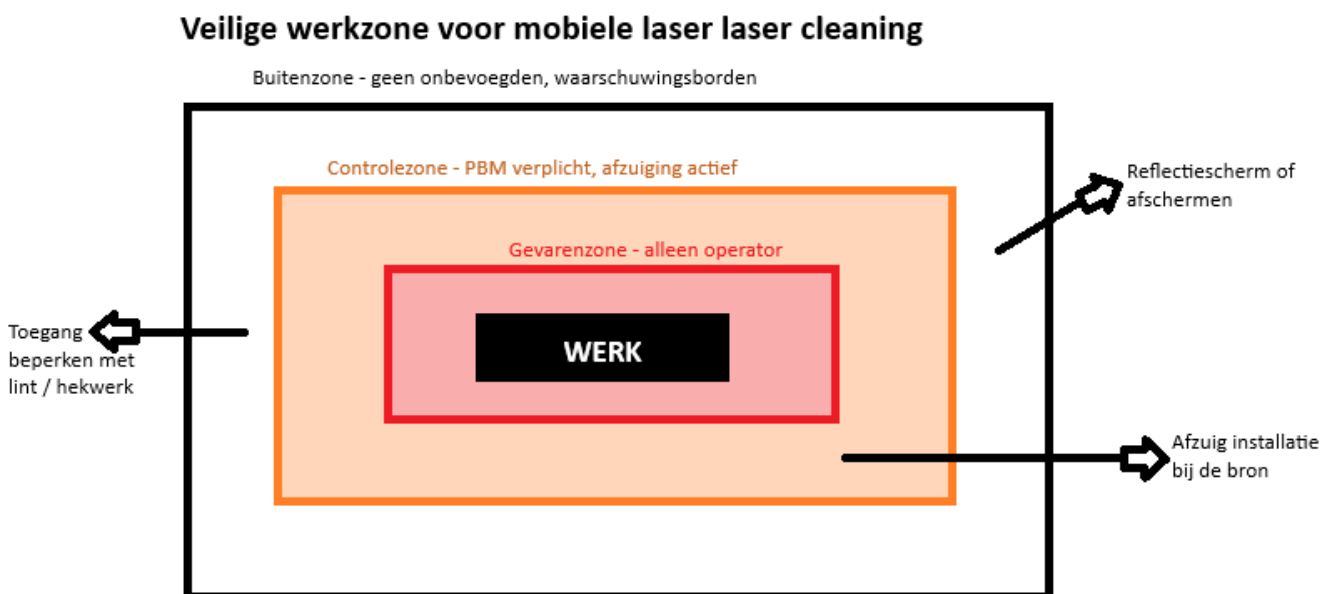 Veilige werkzone voor mobiele laser laser cleaning
Buitenzone - geen onbevoegden, waarschuwingsborden
Controlezone - PBM verplicht, afzuiging actief
Reflectiescherm of
afschermen
Gevarenzone - alleen operator
WERK
Toegang
beperken met
lint / hekwerk
Afzuig installatie
bij de bron